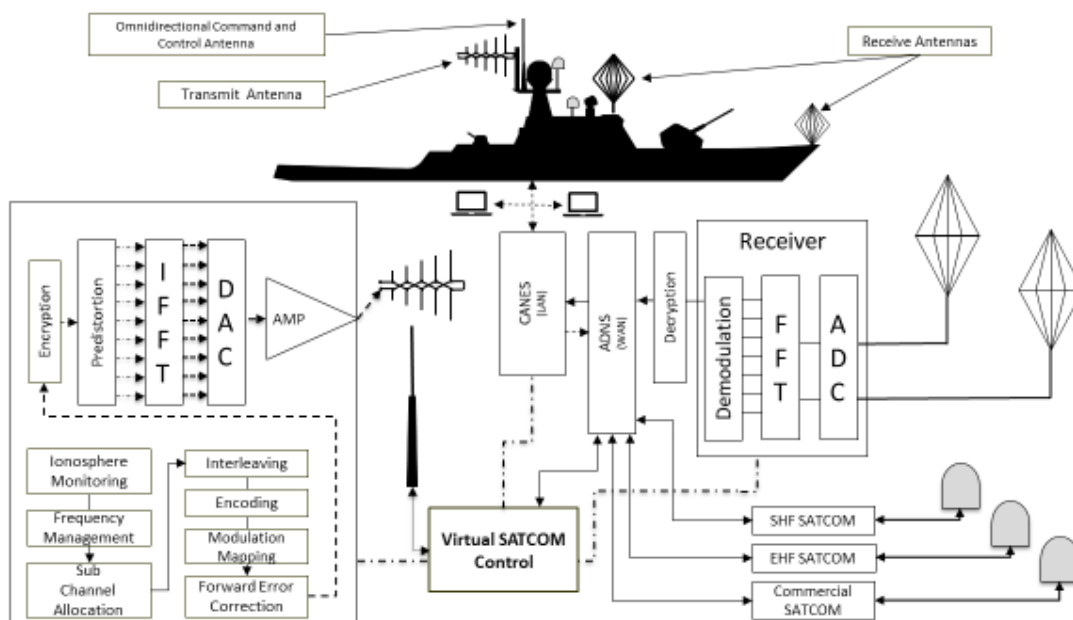 Omnidirectional Command and
Control Antenna
Transmit Antenna
Receive Antennas
Encryption
Predistortion
I
F
F
T
D
A
C
AMP
CANES
(LAN)
ADNS
(WAN)
Decryption
Receiver
Demodulation
F
F
T
A
D
C
Ionosphere
Monitoring
Frequency
Management
Sub
Channel
Allocation
Interleaving
Encoding
Modulation
Mapping
Forward Error
Correction
Virtual SATCOM
Control
SHF SATCOM
EHF SATCOM
Commercial
SATCOM